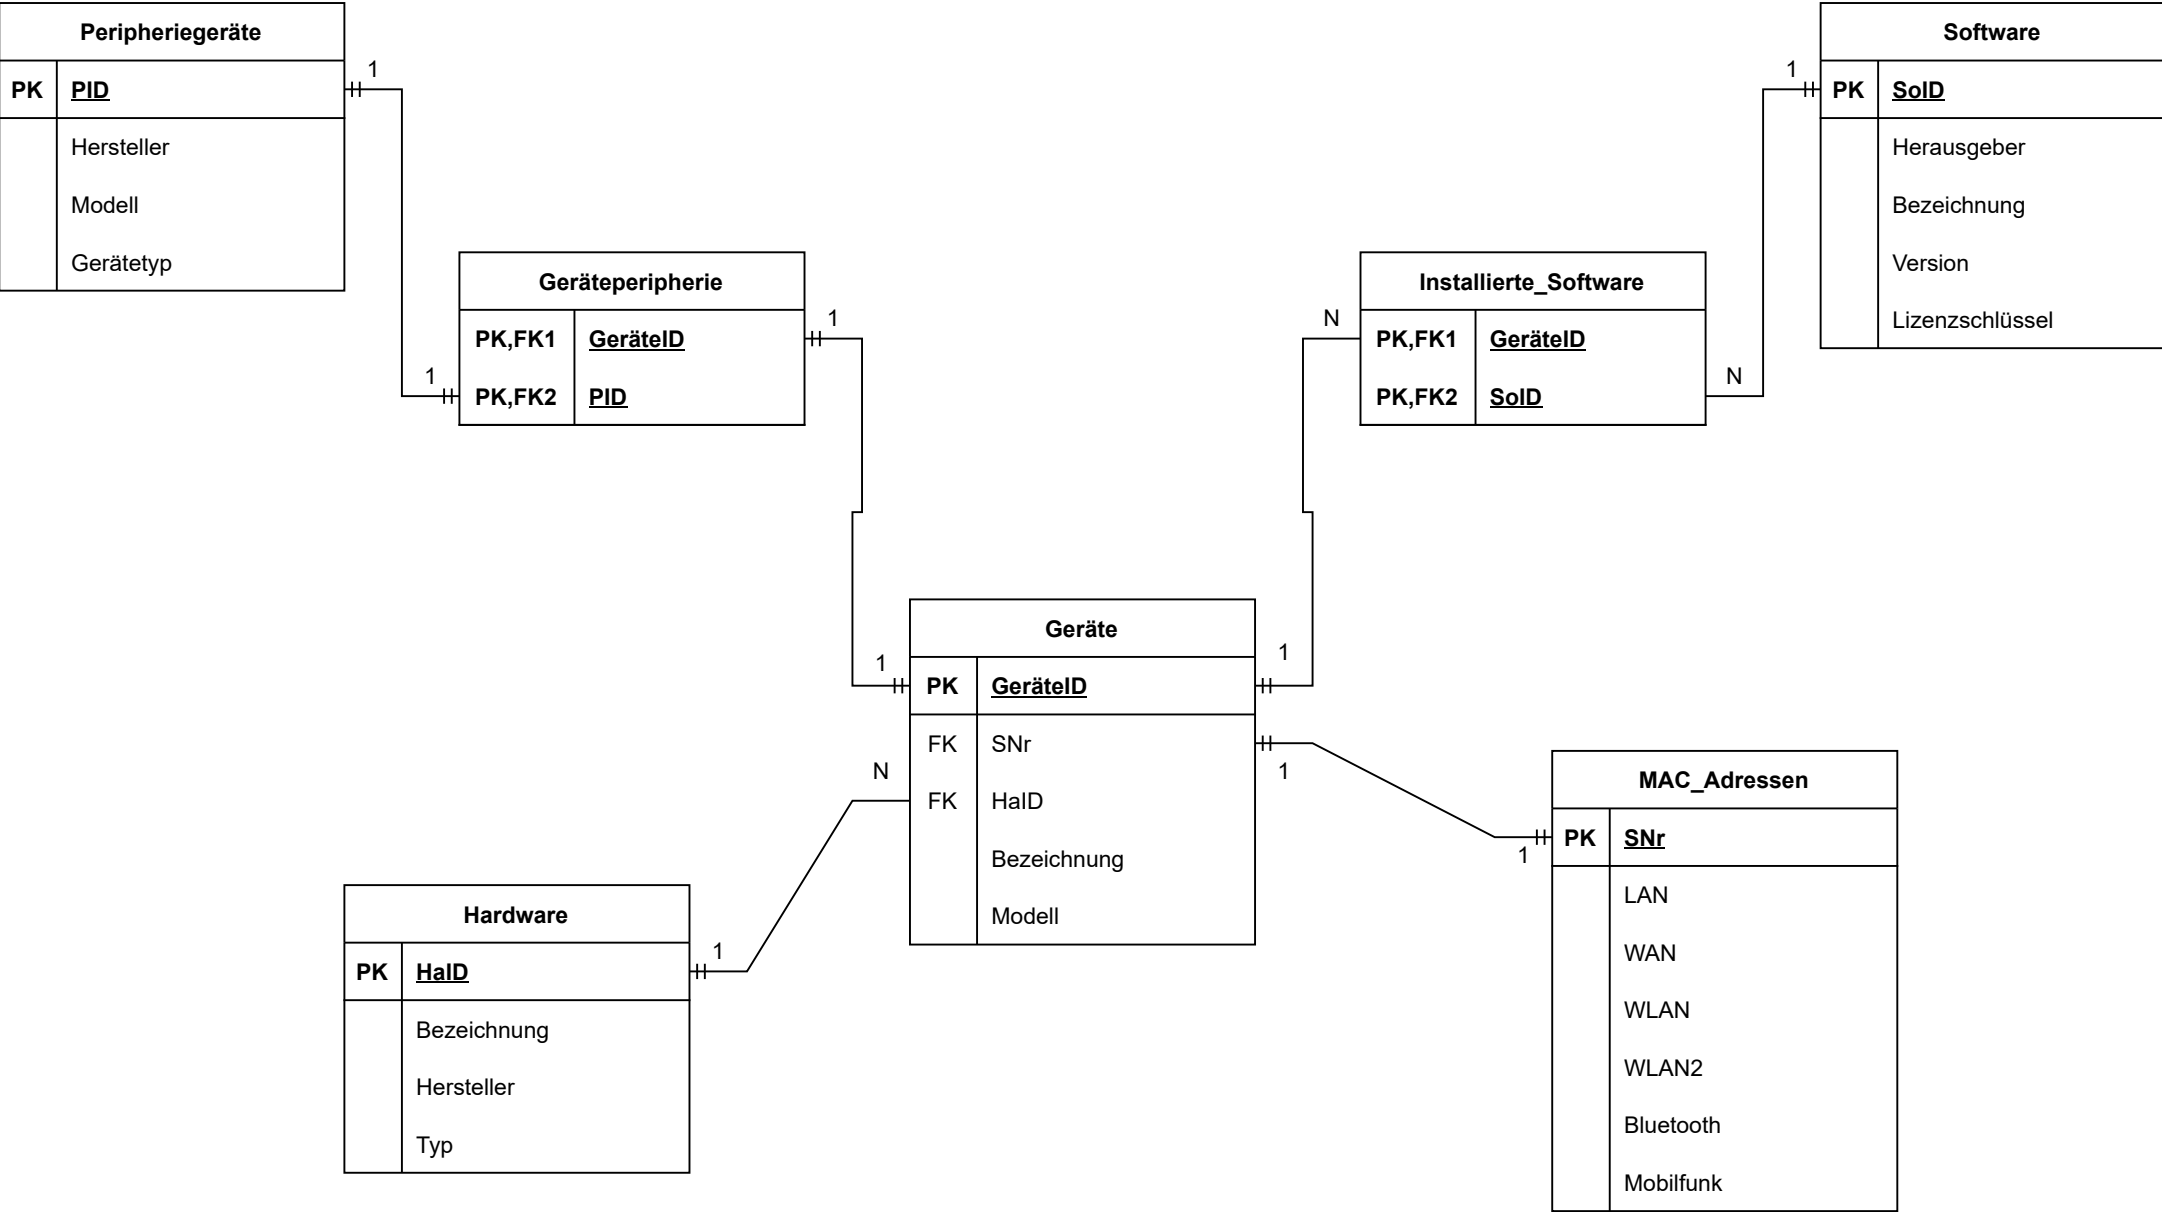 Peripheriegeräte
PK PID
Hersteller
Modell
Gerätetyp
1
1
Geräteperipherie
PK,FK1 GeräteID
PK,FK2 PID
1
1
Software
PK SoID
Herausgeber
Bezeichnung
Version
Lizenzschlüssel
1
N
Installierte_Software
PK,FK1 GeräteID
PK,FK2 SoID
N
1
Geräte
PK GeräteID
FK SNr
FK HaID
Bezeichnung
Modell
N
1
1
1
Hardware
PK HaID
Bezeichnung
Hersteller
Typ
MAC_Adressen
PK SNr
LAN
WAN
WLAN
WLAN2
Bluetooth
Mobilfunk